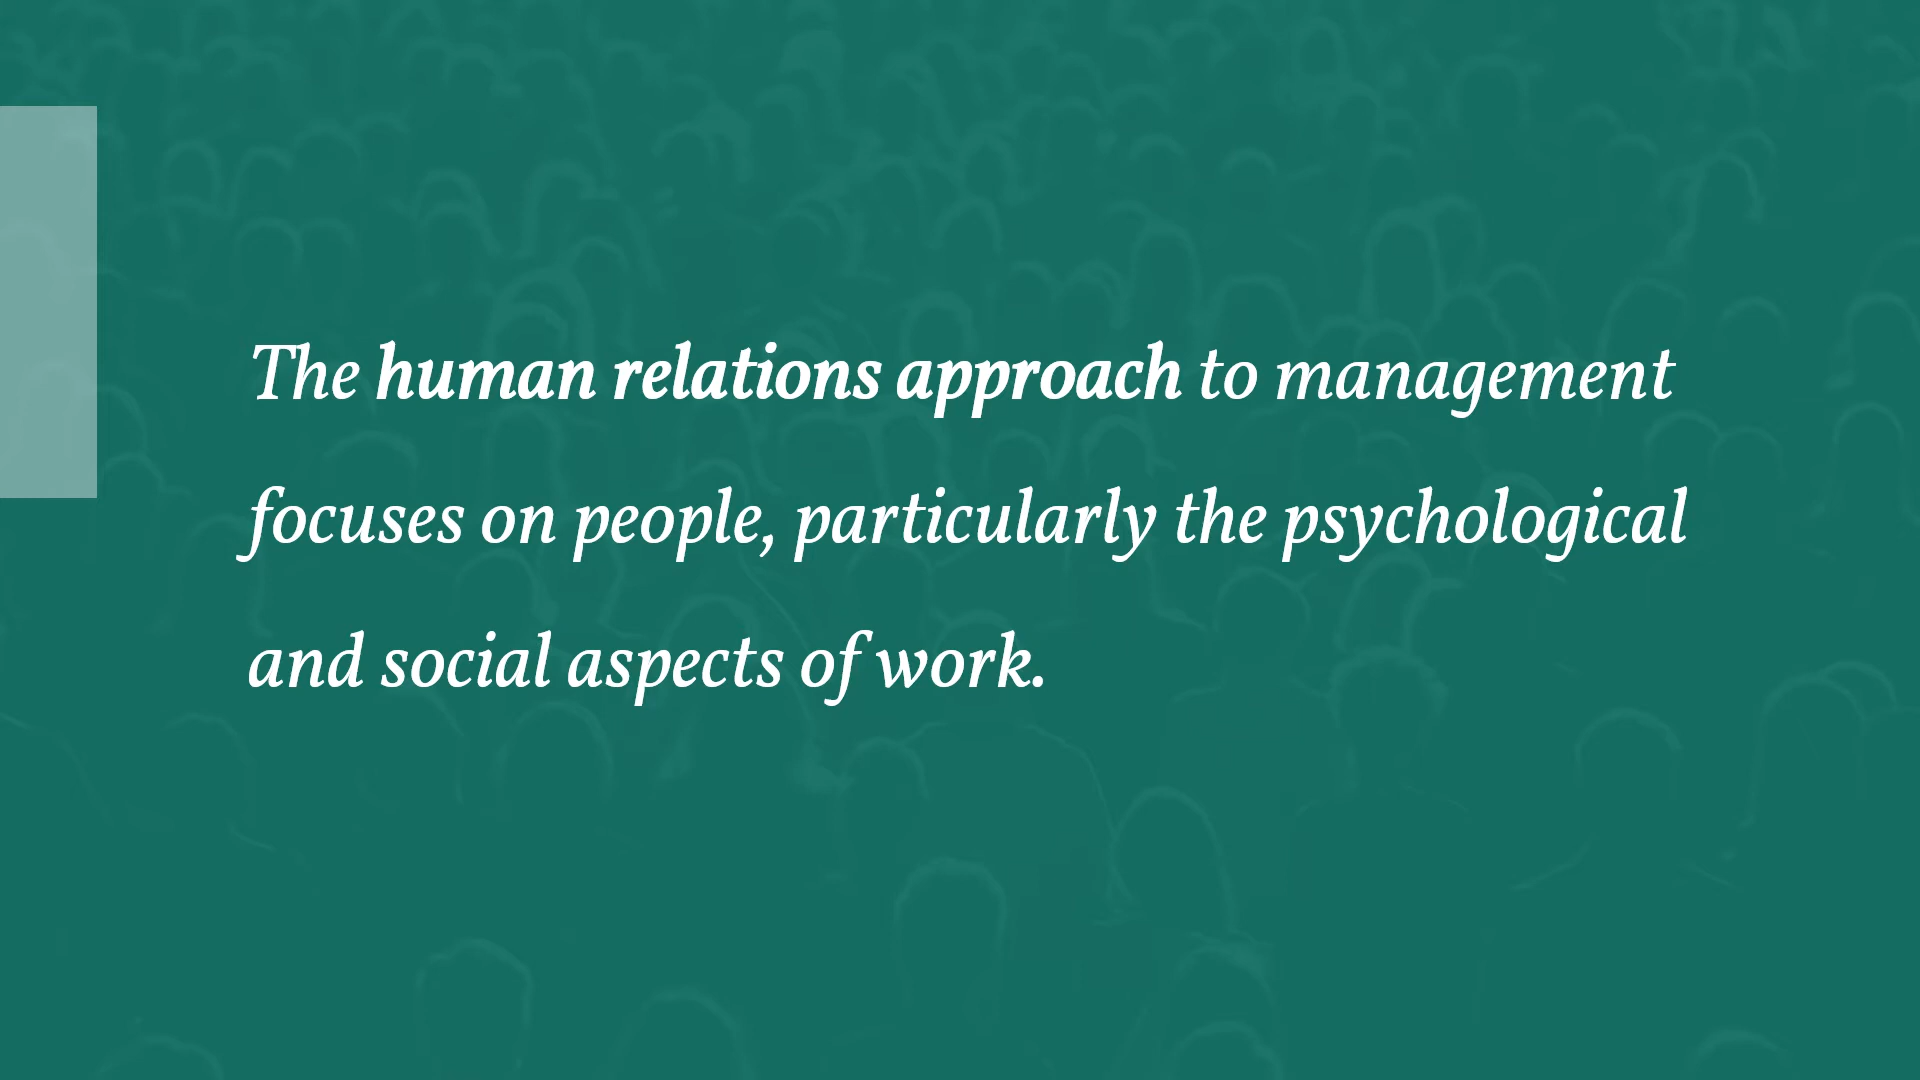 The human relations approach to management
focuses on people, particularly the psychological
and social aspects of work.